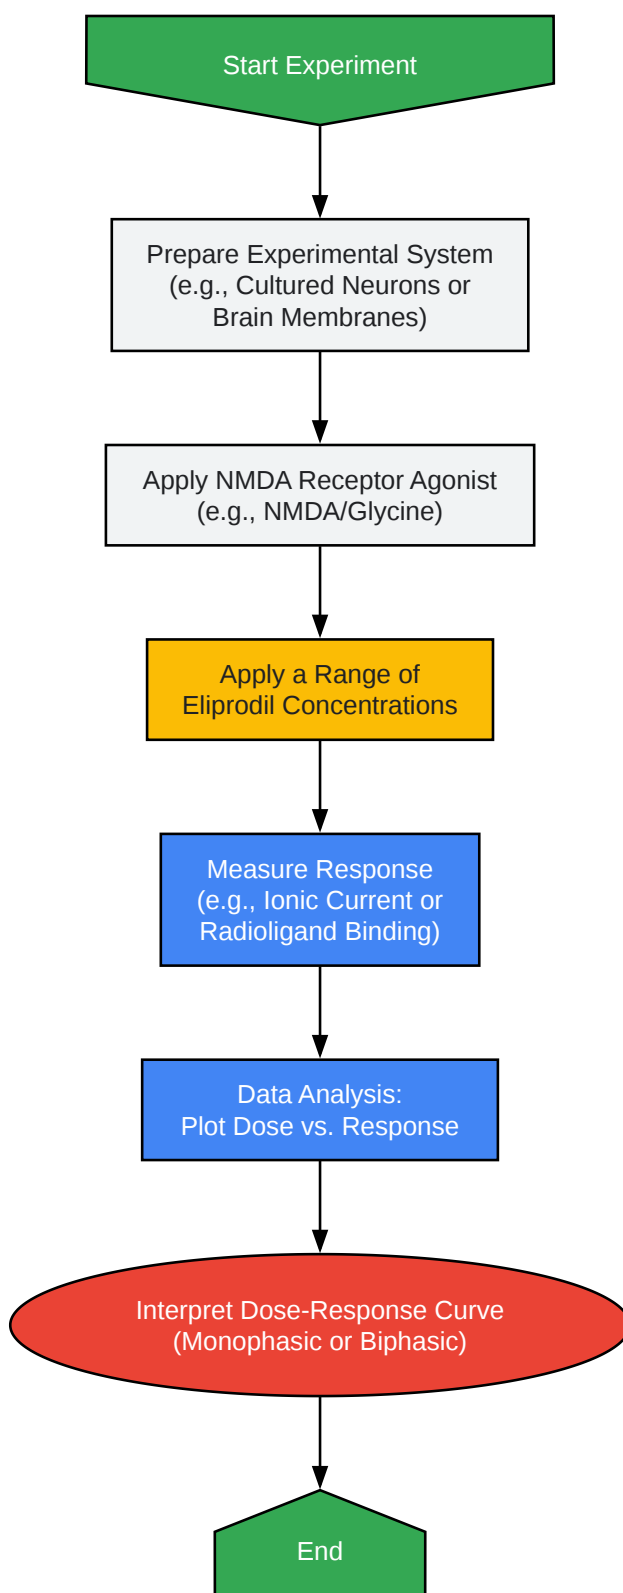 Start Experiment
Prepare Experimental System
(e.g., Cultured Neurons or
Brain Membranes)
Apply NMDA Receptor Agonist
(e.g., NMDA/Glycine)
Apply a Range of
Eliprodil Concentrations
Measure Response
(e.g., Ionic Current or
Radioligand Binding)
Data Analysis:
Plot Dose vs. Response
Interpret Dose-Response Curve
(Monophasic or Biphasic)
End